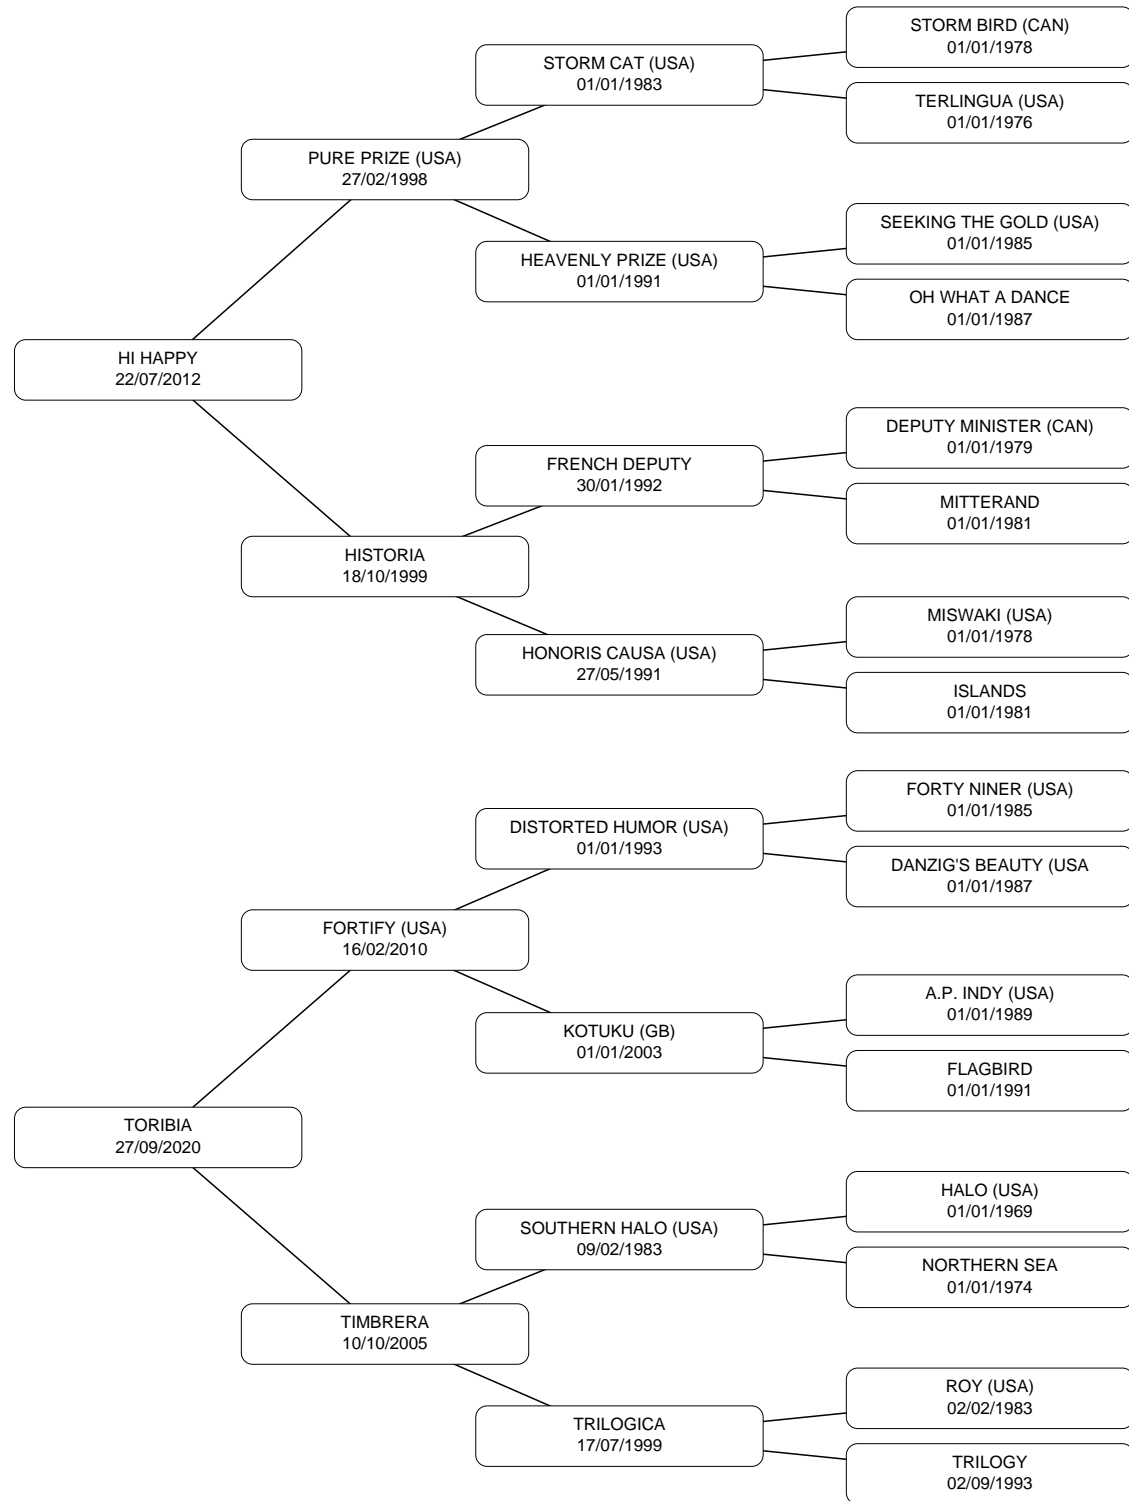 STORM BIRD (CAN)
01/01/1978
STORM CAT (USA)
01/01/1983
TERLINGUA (USA)
01/01/1976
PURE PRIZE (USA)
27/02/1998
SEEKING THE GOLD (USA)
01/01/1985
HEAVENLY PRIZE (USA)
01/01/1991
OH WHAT A DANCE
01/01/1987
HI HAPPY
22/07/2012
DEPUTY MINISTER (CAN)
01/01/1979
FRENCH DEPUTY
30/01/1992
MITTERAND
01/01/1981
HISTORIA
18/10/1999
MISWAKI (USA)
01/01/1978
HONORIS CAUSA (USA)
27/05/1991
ISLANDS
01/01/1981
FORTY NINER (USA)
01/01/1985
DISTORTED HUMOR (USA)
01/01/1993
DANZIG'S BEAUTY (USA
01/01/1987
FORTIFY (USA)
16/02/2010
A.P. INDY (USA)
01/01/1989
KOTUKU (GB)
01/01/2003
FLAGBIRD
01/01/1991
TORIBIA
27/09/2020
HALO (USA)
01/01/1969
SOUTHERN HALO (USA)
09/02/1983
NORTHERN SEA
01/01/1974
TIMBRERA
10/10/2005
ROY (USA)
02/02/1983
TRILOGICA
17/07/1999
TRILOGY
02/09/1993